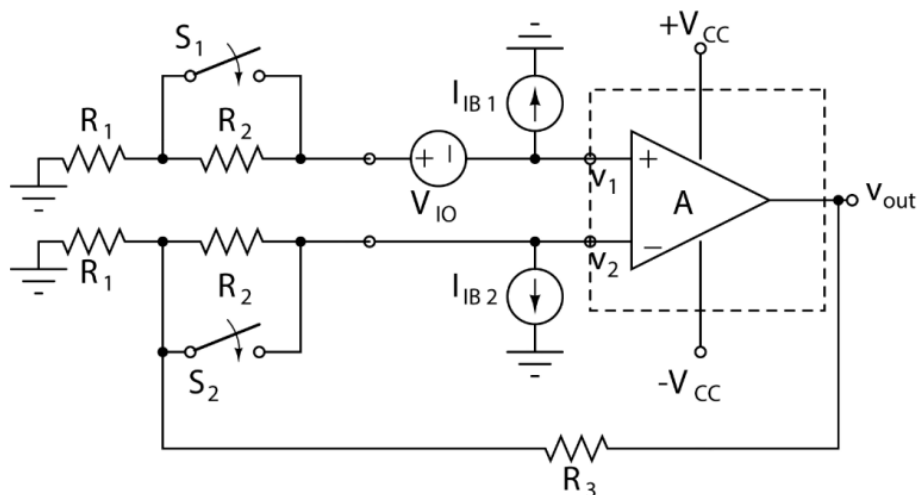 +V_CC
S_1
I_IB 1
R_1
R_2
+
−
V_IO
v_1
+
A
v_out
R_1
R_2
v_2
−
I_IB 2
S_2
-V_CC
R_3